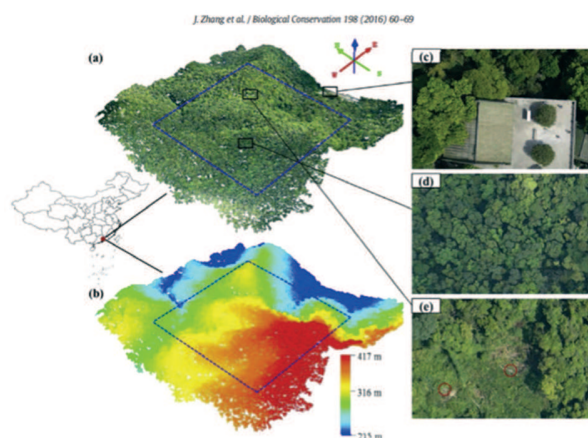 J. Zhang et al. / Biological Conservation 198 (2016) 60–69
(a)
(c)
(d)
(b)
(e)
417 m
316 m
215 m